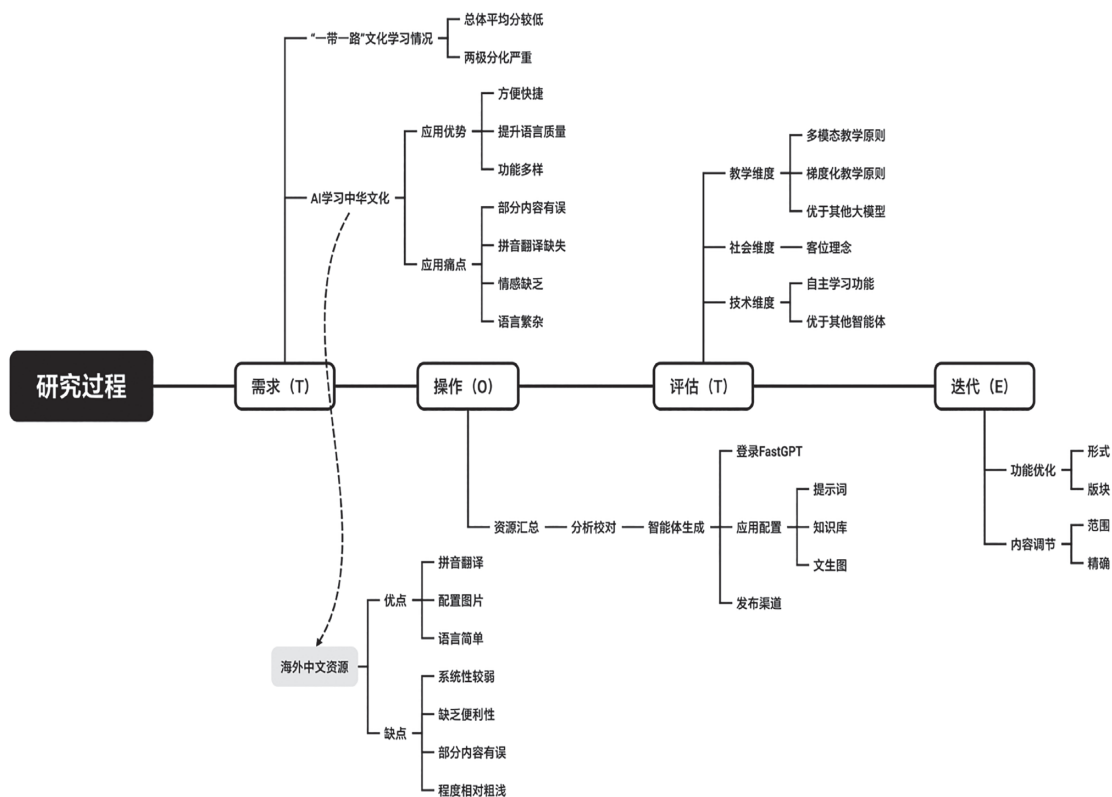 研究过程
需求（T）
“一带一路”文化学习情况
总体平均分较低
两极分化严重
AI学习中华文化
应用优势
方便快捷
提升语言质量
功能多样
应用痛点
部分内容有误
拼音翻译缺失
情感缺乏
语言繁杂
海外中文资源
优点
拼音翻译
配置图片
语言简单
缺点
系统性较弱
缺乏便利性
部分内容有误
程度相对粗浅
操作（O）
资源汇总
分析校对
智能体生成
登录FastGPT
应用配置
提示词
知识库
文生图
发布渠道
评估（T）
教学维度
多模态教学原则
梯度化教学原则
优于其他大模型
社会维度
客位理念
技术维度
自主学习功能
优于其他智能体
迭代（E）
功能优化
形式
版块
内容调节
范围
精确